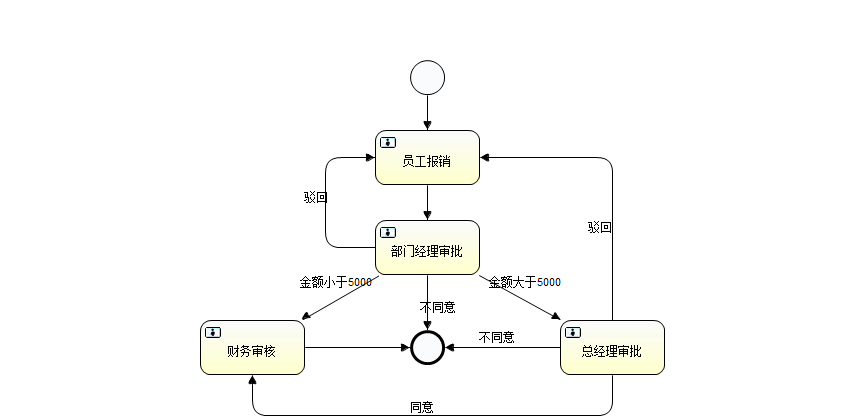 员工报销
驳回
驳回
部门经理审批
金额小于5000
金额大于5000
不同意
不同意
财务审核
总经理审批
同意